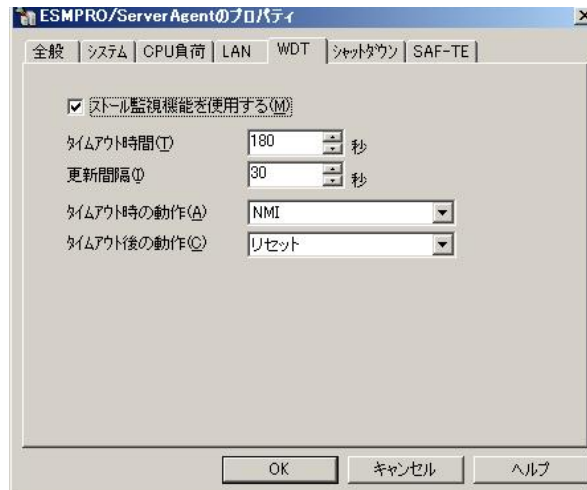 ESMPRO/ServerAgentのプロパティ
全般 システム CPU負荷 LAN WDT シャットダウン SAF-TE
ストール監視機能を使用する(M)
タイムアウト時間(T) 180 秒
更新間隔(I) 30 秒
タイムアウト時の動作(A) NMI
タイムアウト後の動作(C) リセット
OK キャンセル ヘルプ